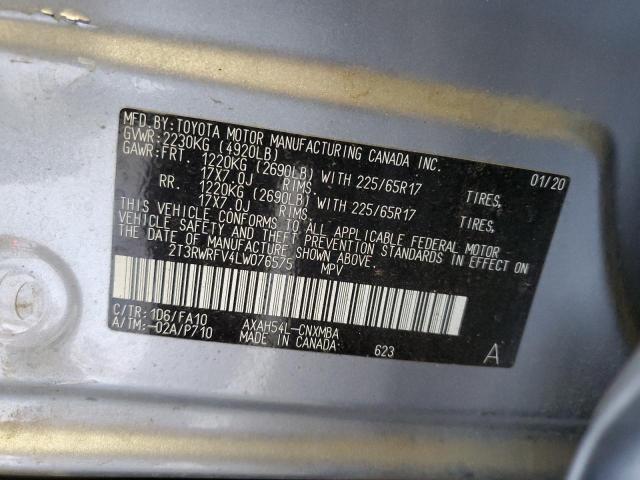 MFD.BY:TOYOTA MOTOR MANUFACTURING CANADA INC.
GVWR:2230KG (4920LB) 01/20
GAWR:FRT. 1220KG (2690LB) WITH 225/65R17 TIRES,
17X7.0J RIMS.
RR. 1220KG (2690LB) WITH 225/65R17 TIRES,
17X7.0J RIMS.
THIS VEHICLE CONFORMS TO ALL APPLICABLE FEDERAL MOTOR
VEHICLE SAFETY AND THEFT PREVENTION STANDARDS IN EFFECT ON
THE DATE OF MANUFACTURE SHOWN ABOVE.
2T3RWRFV4LW076575 MPV
C/TR:1D6/FA10 AXAH54L-CNXMBA
A/TM:-02A/P710 MADE IN CANADA. 623 A